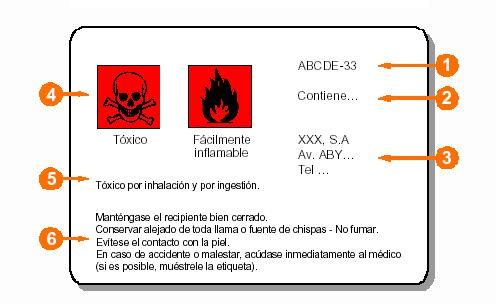 ABCDE-33
1
Contiene...
2
4
Tóxico
Fácilmente
inflamable
XXX, S.A
Av. ABY...
Tel ...
3
5
Tóxico por inhalación y por ingestión.
Manténgase el recipiente bien cerrado.
Conservar alejado de toda llama o fuente de chispas - No fumar.
6
Evítese el contacto con la piel.
En caso de accidente o malestar, acúdase inmediatamente al médico
(si es posible, muéstrele la etiqueta).